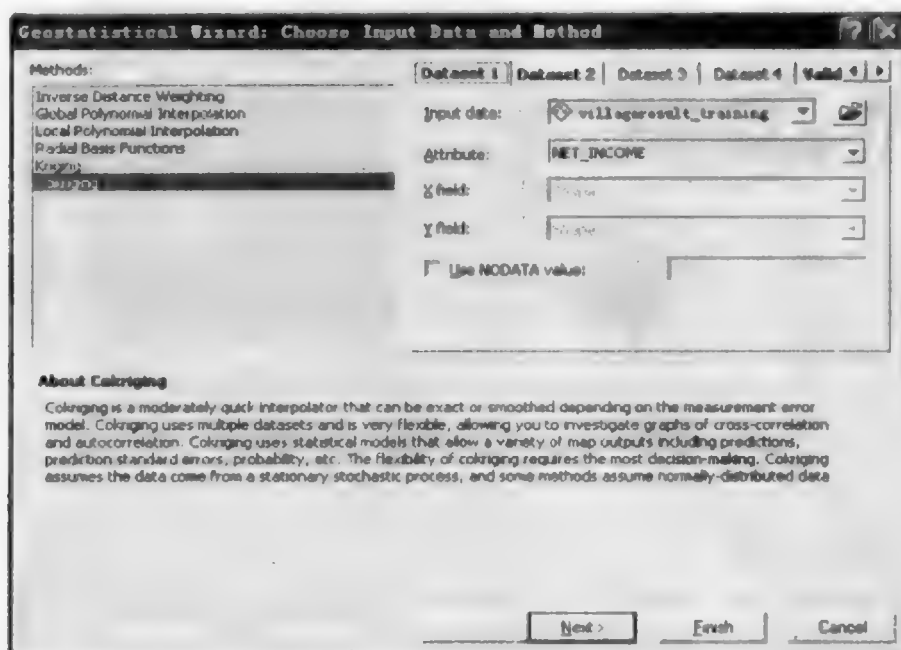 Geostatistical Wizard: Choose Input Data and Method
Methods:
Inverse Distance Weighting
Global Polynomial Interpolation
Local Polynomial Interpolation
Radial Basis Functions
Kriging
Dataset 1 Dataset 2 Dataset 3 Dataset 4 Valid
Input data: villageresult_training
Attribute: NET_INCOME
X field:
Y field:
Use NODATA value:
About Cokriging
Cokriging is a moderately quick interpolator that can be exact or smoothed depending on the measurement error
model. Cokriging uses multiple datasets and is very flexible, allowing you to investigate graphs of cross-correlation
and autocorrelation. Cokriging uses statistical models that allow a variety of map outputs including predictions,
prediction standard errors, probability, etc. The flexibility of cokriging requires the most decision-making. Cokriging
assumes the data come from a stationary stochastic process, and some methods assume normally-distributed data
Next > Finish Cancel